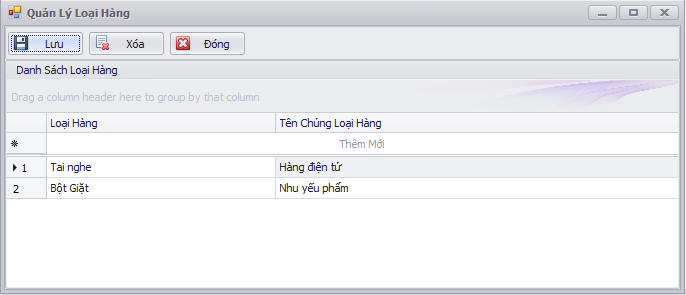 Quản Lý Loại Hàng
Lưu Xóa Đóng
Danh Sách Loại Hàng
Drag a column header here to group by that column
Loại Hàng Tên Chủng Loại Hàng
Thêm Mới
1 Tai nghe Hàng điện tử
2 Bột Giặt Nhu yếu phẩm